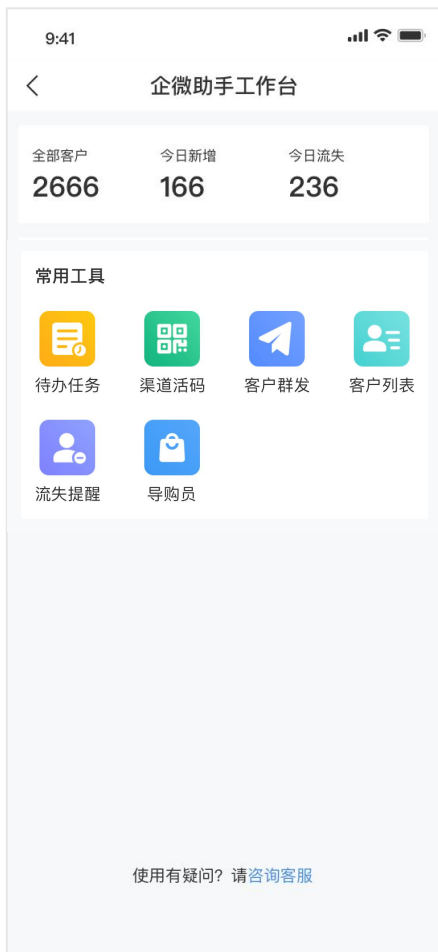 9:41
企微助手工作台
全部客户 今日新增 今日流失
2666 166 236
常用工具
待办任务 渠道活码 客户群发 客户列表
流失提醒 导购员
使用有疑问？请咨询客服